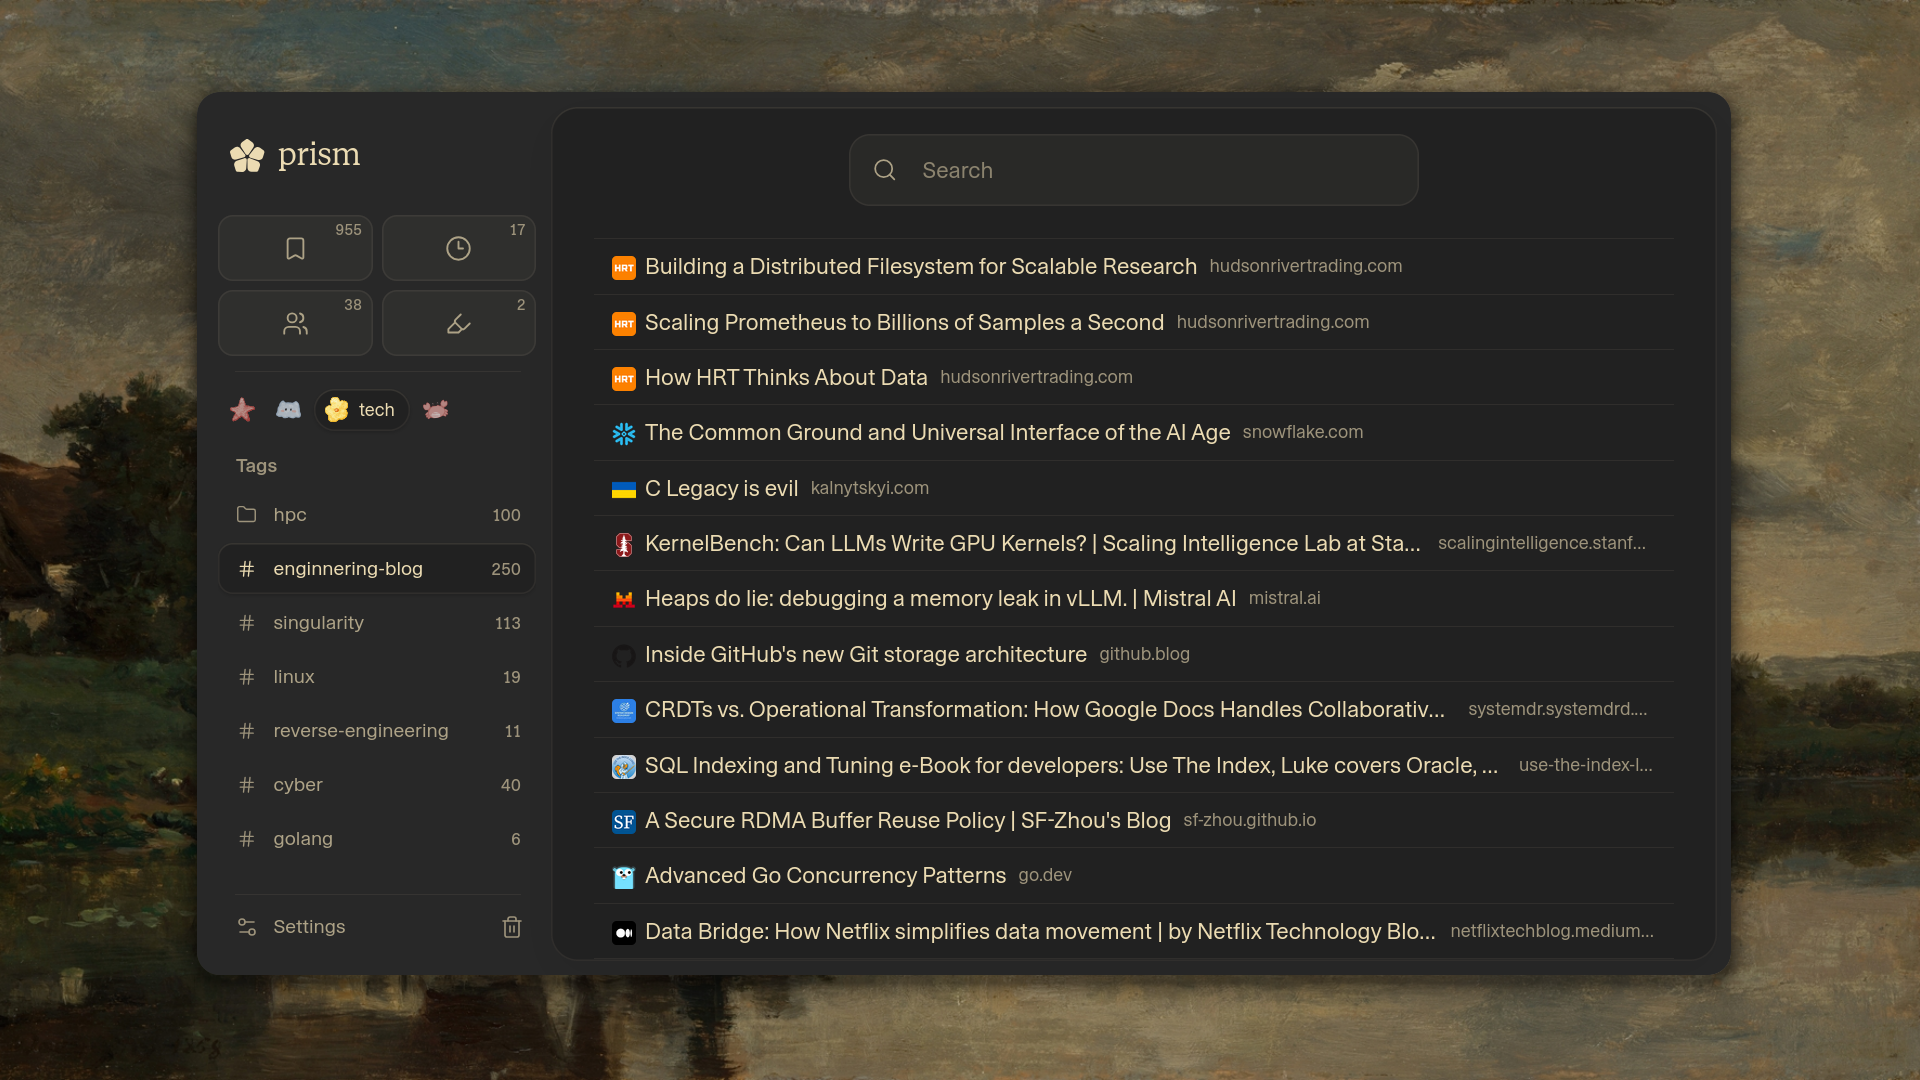 prism
955
17
38
2
tech
Tags
hpc 100
enginnering-blog 250
singularity 113
linux 19
reverse-engineering 11
cyber 40
golang 6
Settings
Search
HRT Building a Distributed Filesystem for Scalable Research hudsonrivertrading.com
HRT Scaling Prometheus to Billions of Samples a Second hudsonrivertrading.com
HRT How HRT Thinks About Data hudsonrivertrading.com
The Common Ground and Universal Interface of the AI Age snowflake.com
C Legacy is evil kalnytskyi.com
KernelBench: Can LLMs Write GPU Kernels? | Scaling Intelligence Lab at Sta... scalingintelligence.stanf...
Heaps do lie: debugging a memory leak in vLLM. | Mistral AI mistral.ai
Inside GitHub's new Git storage architecture github.blog
CRDTs vs. Operational Transformation: How Google Docs Handles Collaborativ... systemdr.systemdrd....
SQL Indexing and Tuning e-Book for developers: Use The Index, Luke covers Oracle, ... use-the-index-l...
SF A Secure RDMA Buffer Reuse Policy | SF-Zhou's Blog sf-zhou.github.io
Advanced Go Concurrency Patterns go.dev
Data Bridge: How Netflix simplifies data movement | by Netflix Technology Blo... netflixtechblog.medium...